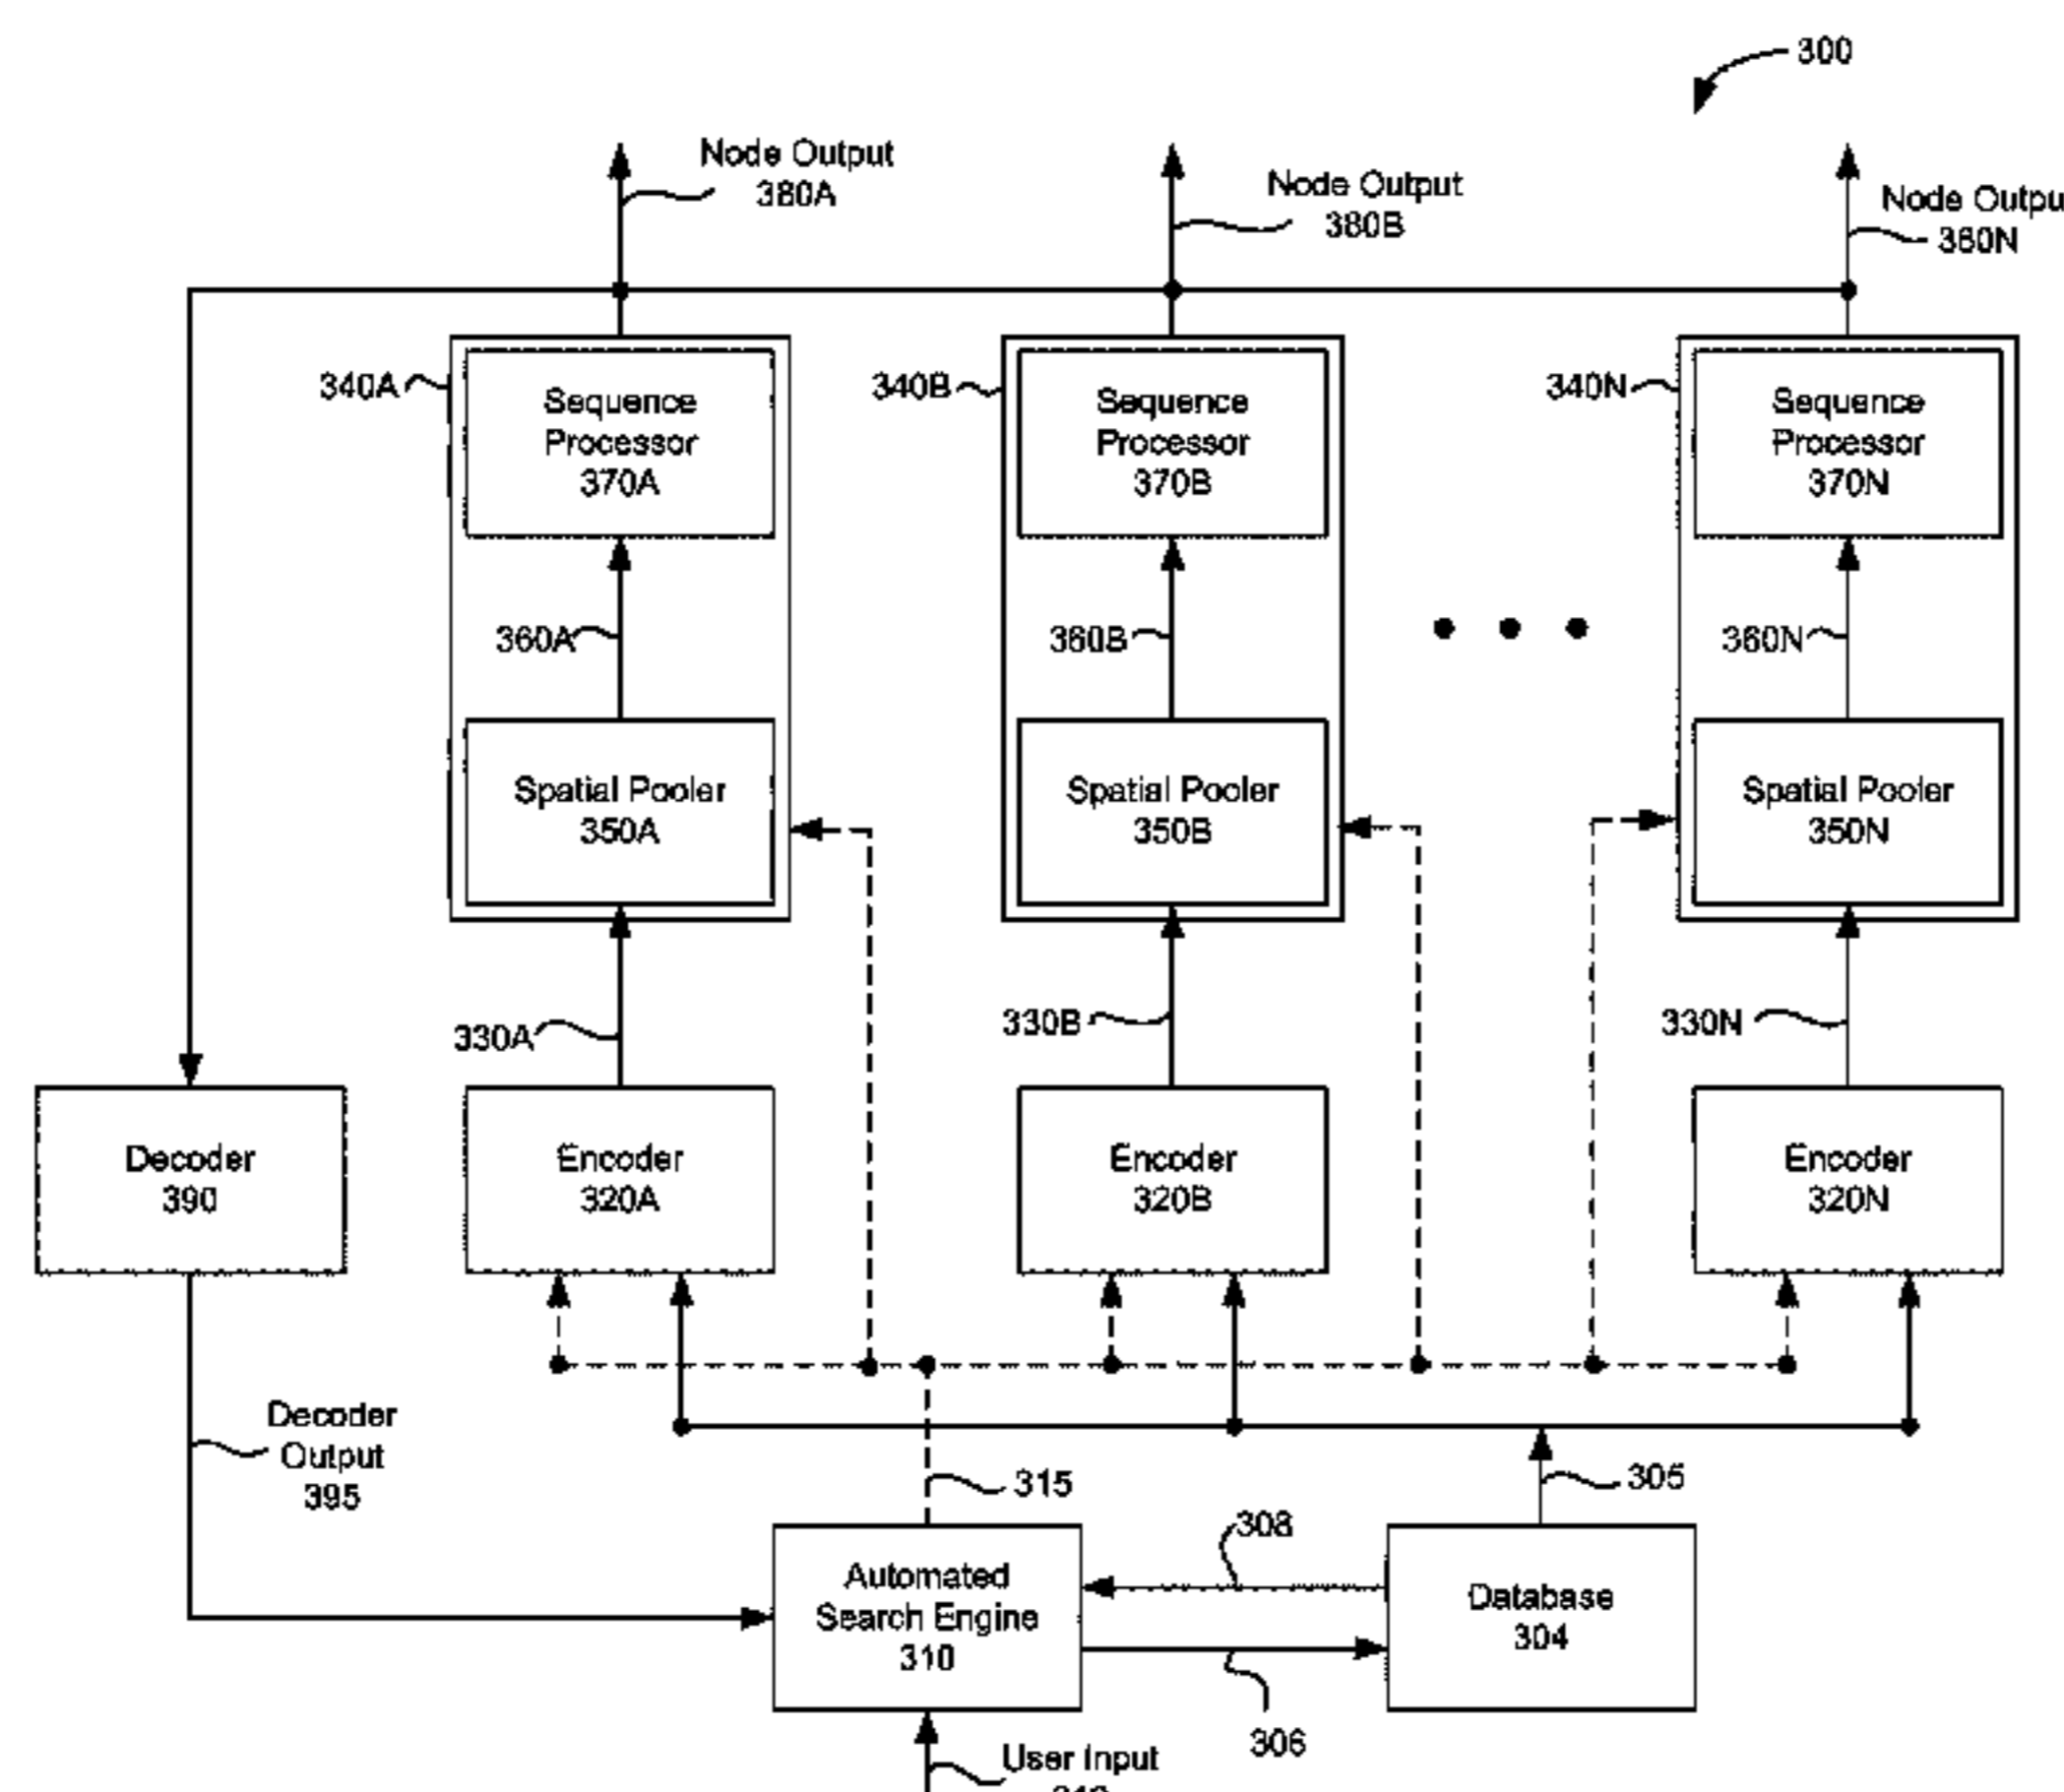 300
Node Output
380A
Node Output
380B
Node Outpu
380N
340A
Sequence
Processor
370A
340B
Sequence
Processor
370B
340N
Sequence
Processor
370N
360A
360B
360N
Spatial Pooler
350A
Spatial Pooler
350B
Spatial Pooler
350N
330A
330B
330N
Decoder
390
Encoder
320A
Encoder
320B
Encoder
320N
Decoder
Output
395
315
305
308
Automated
Search Engine
310
Database
304
306
User Input